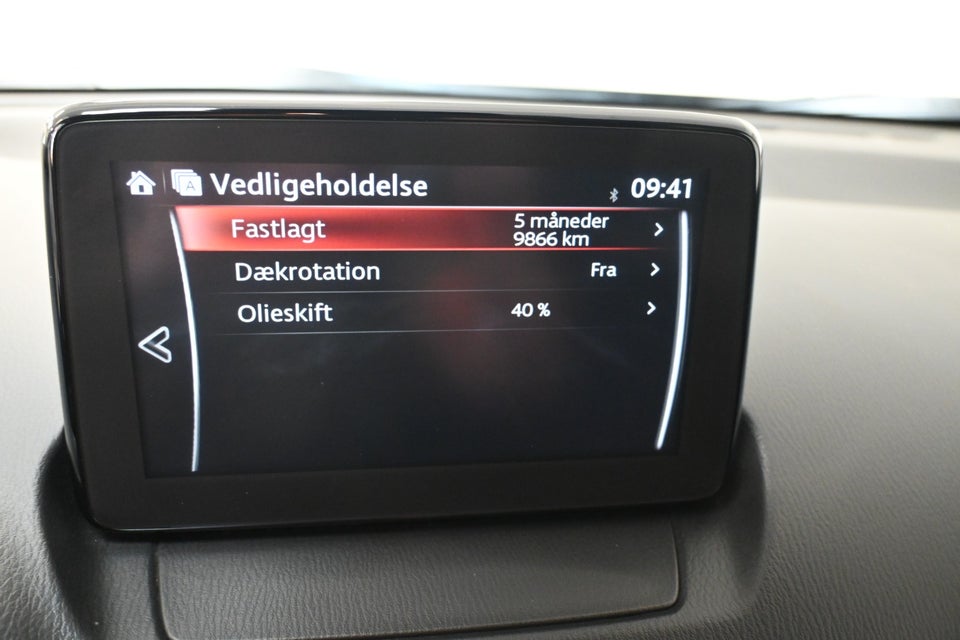 A Vedligeholdelse 09:41
Fastlagt 5 måneder
9866 km
Dækrotation Fra
Olieskift 40 %